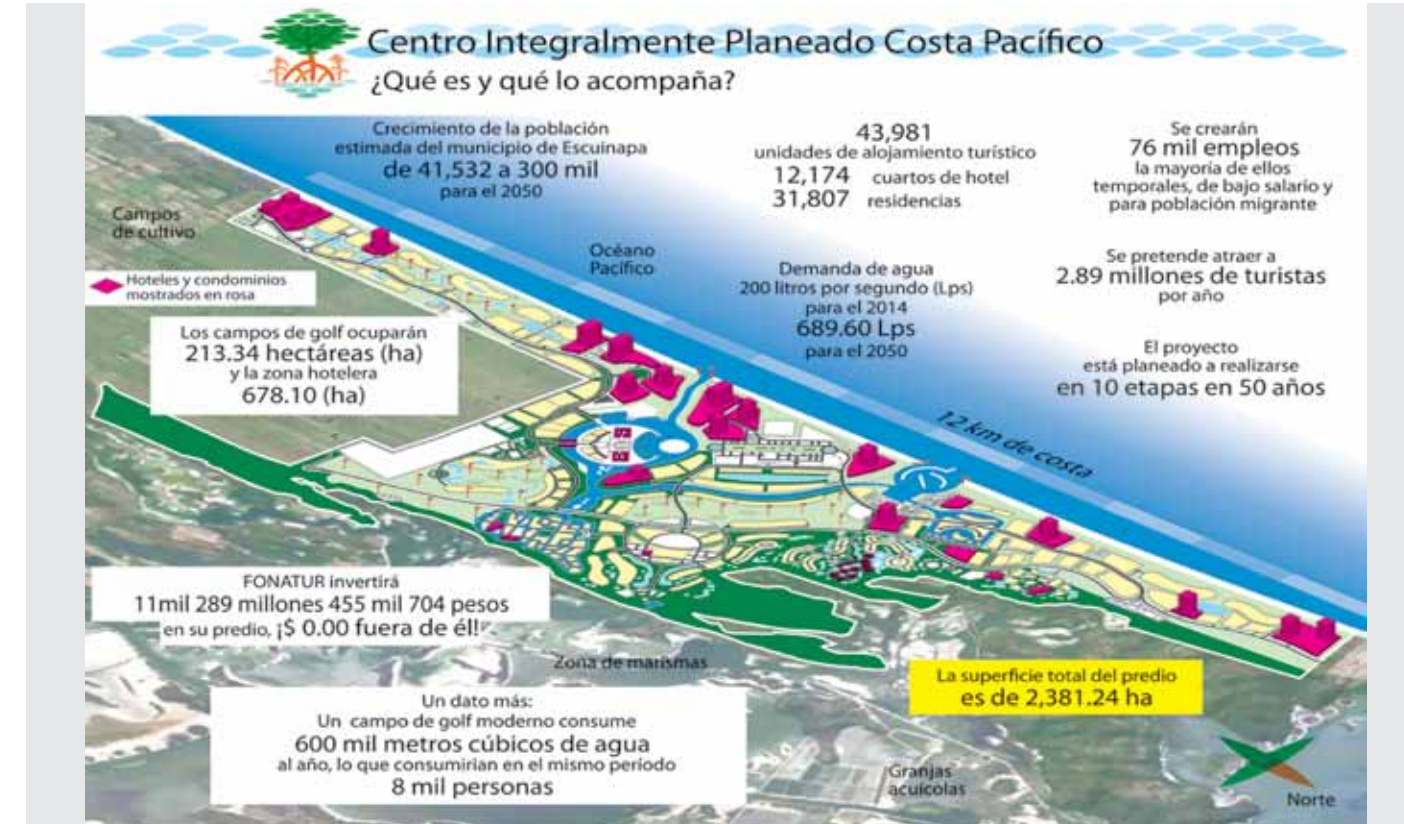 Centro Integralmente Planeado Costa Pacífico
¿Qué es y qué lo acompaña?
Crecimiento de la población
estimada del municipio de Escuinapa
de 41,532 a 300 mil
para el 2050
43,981
unidades de alojamiento turístico
12,174 cuartos de hotel
31,807 residencias
Se crearán
76 mil empleos
la mayoría de ellos
temporales, de bajo salario y
para población migrante
Campos
de cultivo
Océano
Pacífico
Demanda de agua
200 litros por segundo (Lps)
para el 2014
689.60 Lps
para el 2050
Se pretende atraer a
2.89 millones de turistas
por año
Hoteles y condominios
mostrados en rosa
Los campos de golf ocuparán
213.34 hectáreas (ha)
y la zona hotelera
678.10 (ha)
El proyecto
está planeado a realizarse
en 10 etapas en 50 años
12 km de costa
FONATUR invertirá
11mil 289 millones 455 mil 704 pesos
en su predio, ¡$ 0.00 fuera de él!
Zona de marismas
La superficie total del predio
es de 2,381.24 ha
Un dato más:
Un campo de golf moderno consume
600 mil metros cúbicos de agua
al año, lo que consumirian en el mismo período
8 mil personas
Granjas
acuícolas
Norte